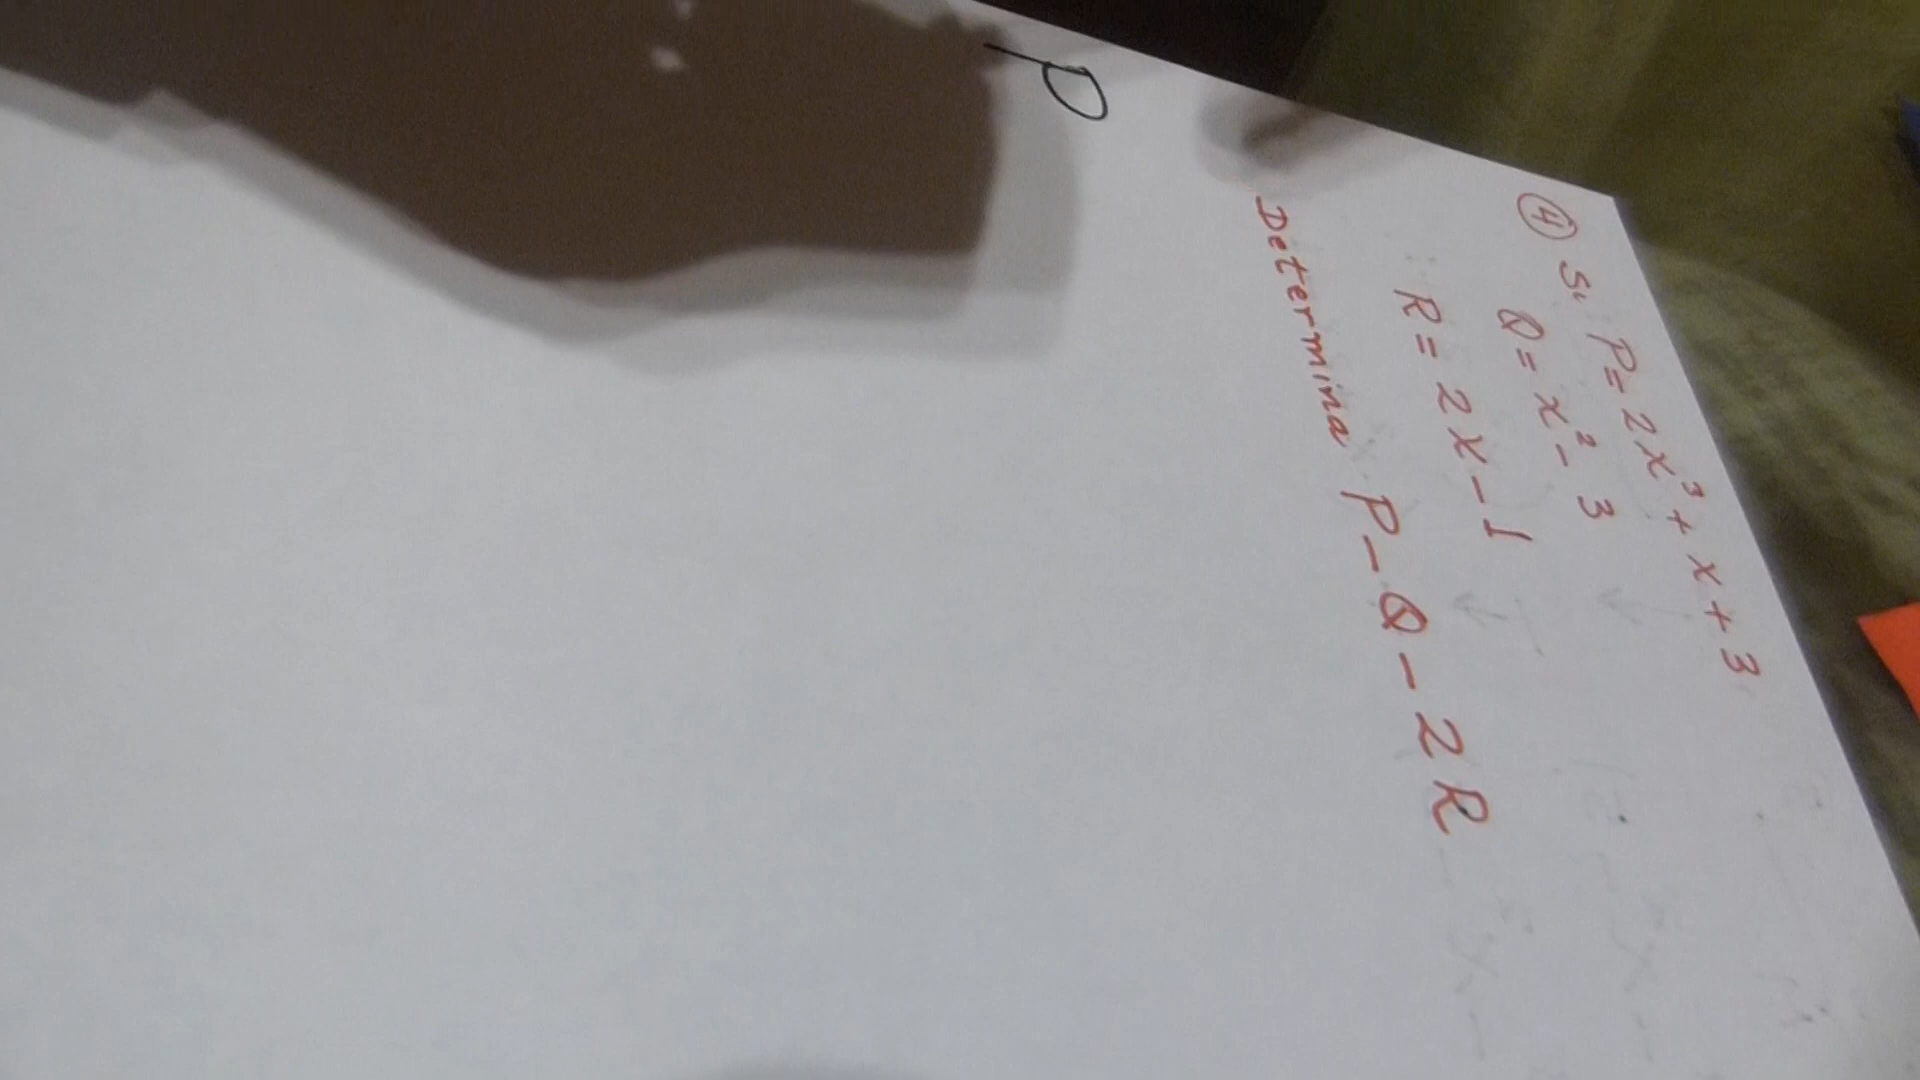 ④ Si P = 2x³ + x + 3
Q = x² - 3
R = 2x - 1
Determina P - Q - 2R